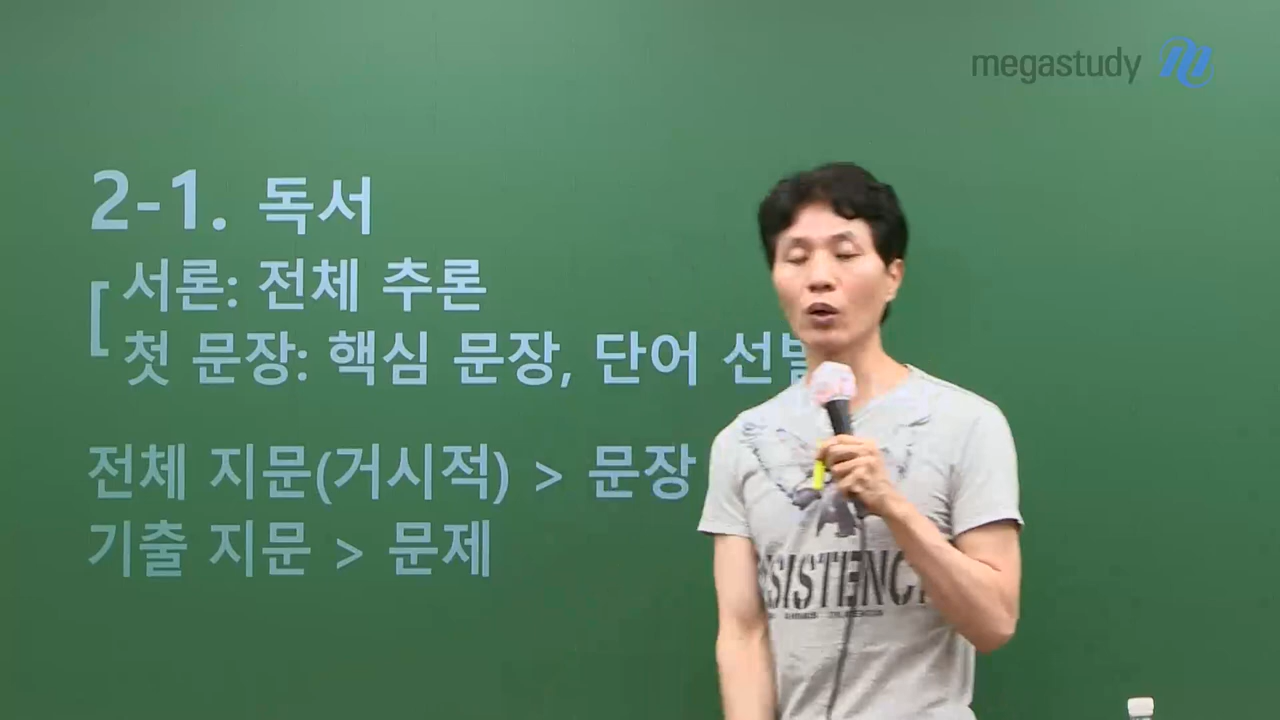 megastudy
2-1. 독서
서론: 전체 추론
첫 문장: 핵심 문장, 단어
전체 지문(거시적) > 문장
기출 지문 > 문제